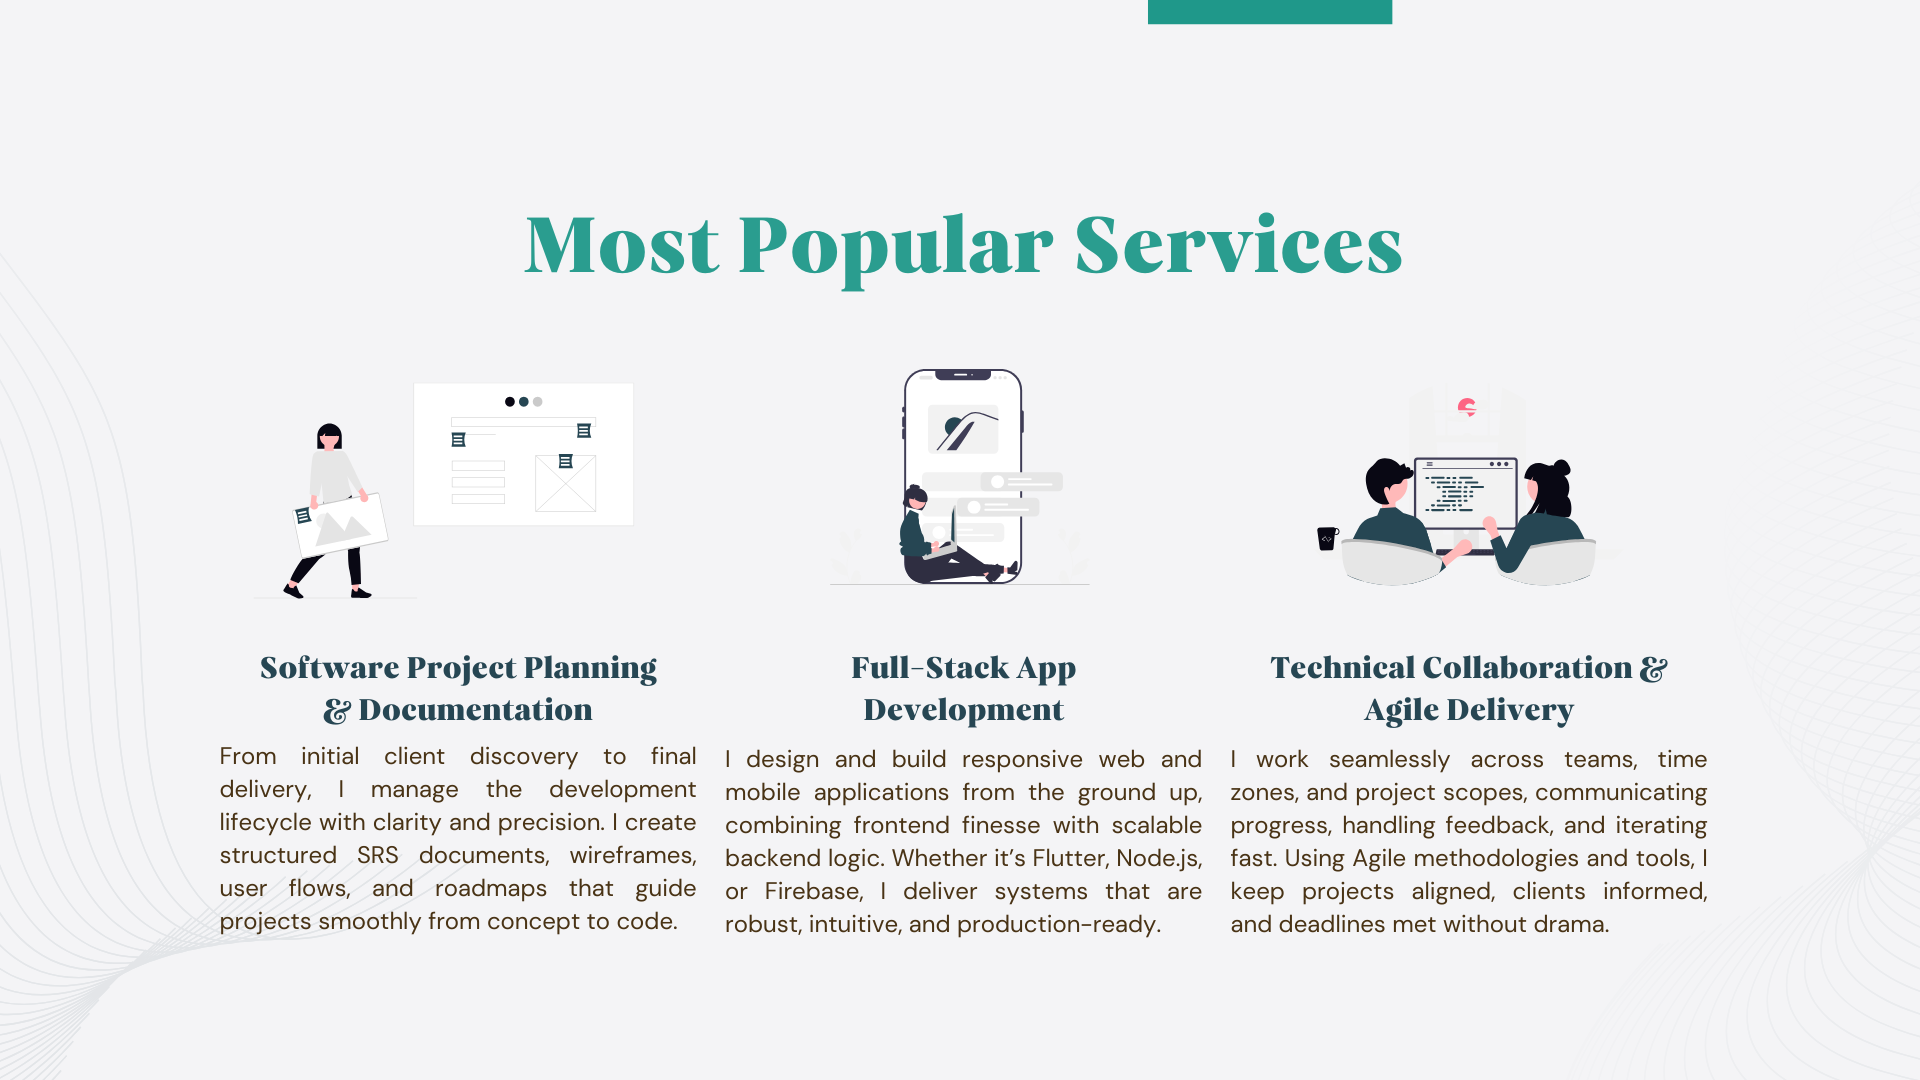 Most Popular Services
Software Project Planning
& Documentation
From initial client discovery to final
delivery, I manage the development
lifecycle with clarity and precision. I create
structured SRS documents, wireframes,
user flows, and roadmaps that guide
projects smoothly from concept to code.
Full-Stack App
Development
I design and build responsive web and
mobile applications from the ground up,
combining frontend finesse with scalable
backend logic. Whether it’s Flutter, Node.js,
or Firebase, I deliver systems that are
robust, intuitive, and production-ready.
Technical Collaboration &
Agile Delivery
I work seamlessly across teams, time
zones, and project scopes, communicating
progress, handling feedback, and iterating
fast. Using Agile methodologies and tools, I
keep projects aligned, clients informed,
and deadlines met without drama.